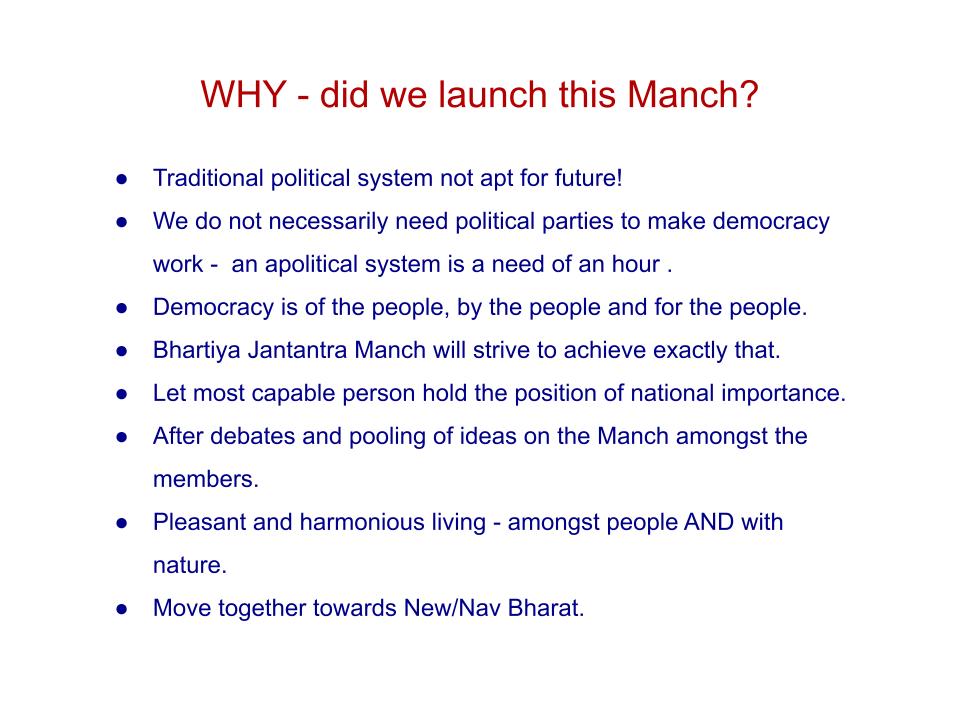 WHY - did we launch this Manch?
● Traditional political system not apt for future!
● We do not necessarily need political parties to make democracy
work -  an apolitical system is a need of an hour .
● Democracy is of the people, by the people and for the people.
● Bhartiya Jantantra Manch will strive to achieve exactly that.
● Let most capable person hold the position of national importance.
● After debates and pooling of ideas on the Manch amongst the
members.
● Pleasant and harmonious living - amongst people AND with
nature.
● Move together towards New/Nav Bharat.